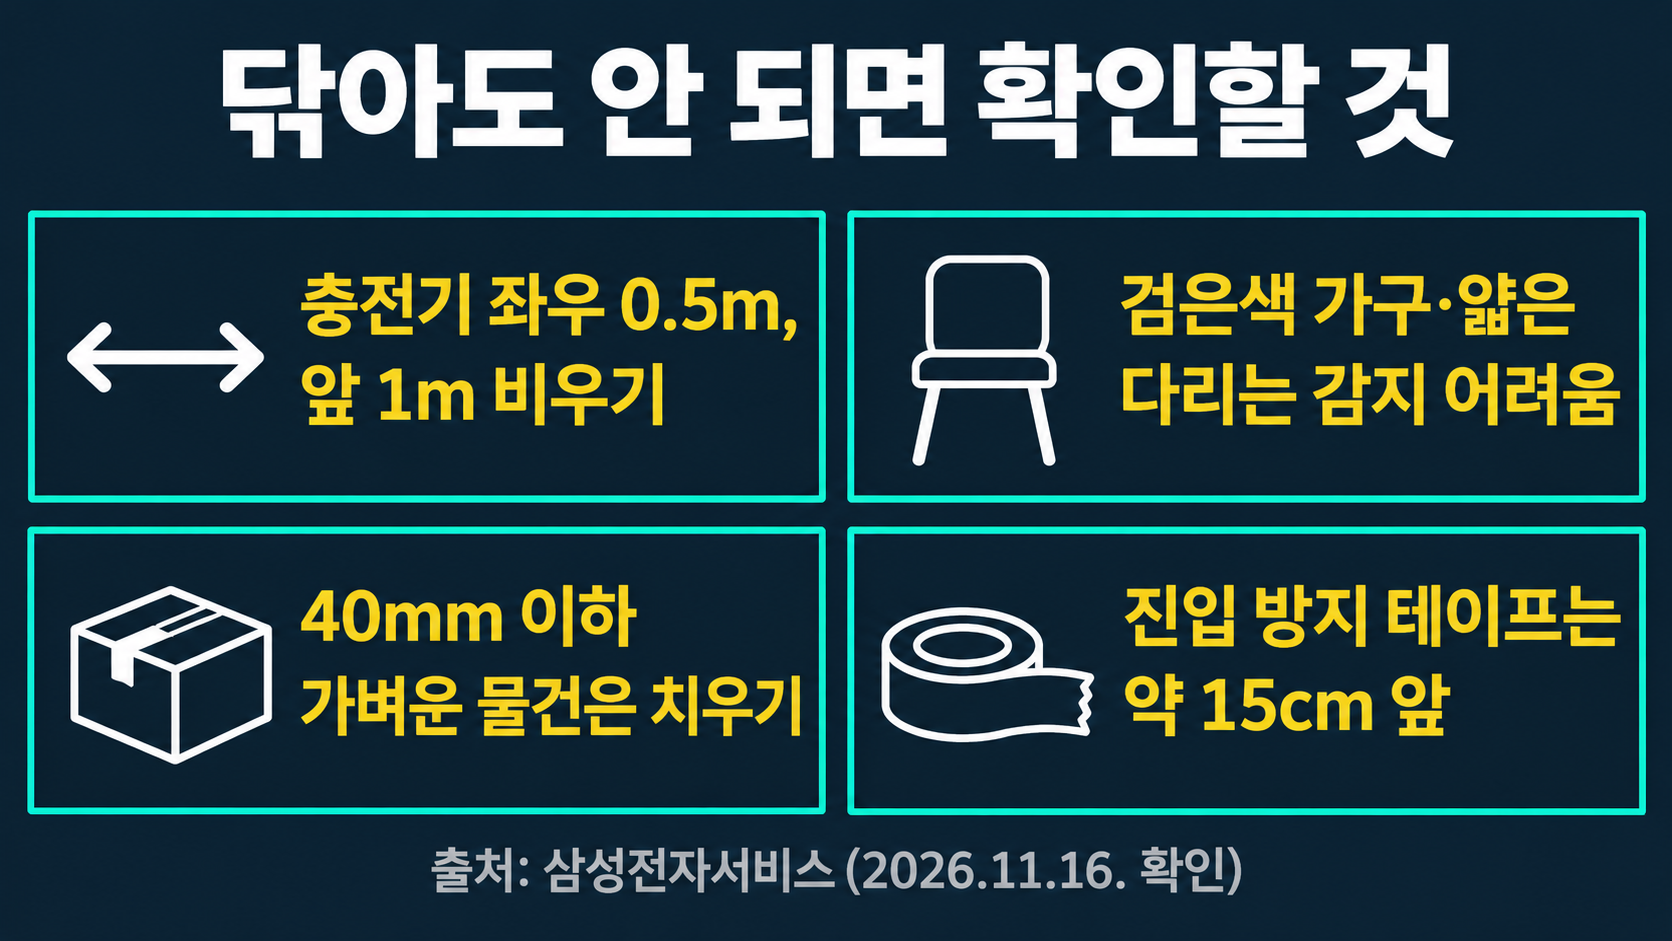 닦아도 안 되면 확인할 것
충전기 좌우 0.5m,
앞 1m 비우기
검은색 가구·얇은
다리는 감지 어려움
40mm 이하
가벼운 물건은 치우기
진입 방지 테이프는
약 15cm 앞
출처: 삼성전자서비스 (2026.11.16. 확인)